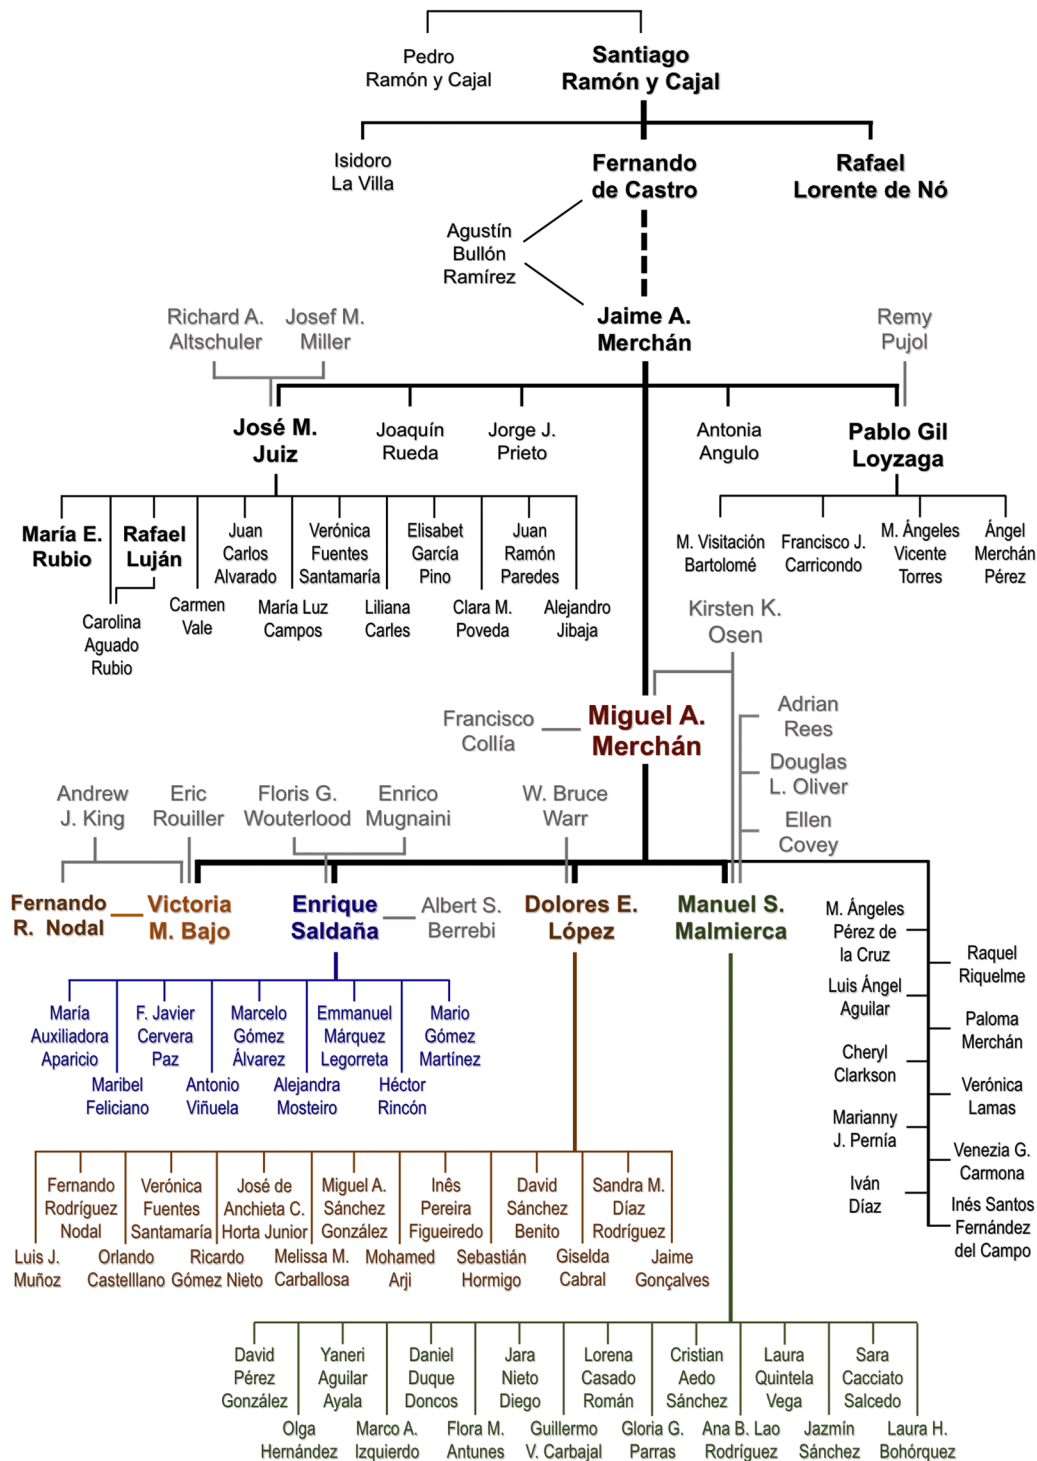 Pedro
Ramón y Cajal
Santiago
Ramón y Cajal
Isidoro
La Villa
Fernando
de Castro
Rafael
Lorente de Nó
Agustín
Bullón
Ramírez
Richard A.
Altschuler
Josef M.
Miller
Jaime A.
Merchán
Remy
Pujol
José M.
Juiz
Joaquín
Rueda
Jorge J.
Prieto
Antonia
Angulo
Pablo Gil
Loyzaga
María E.
Rubio
Rafael
Luján
Juan
Carlos
Alvarado
Verónica
Fuentes
Santamaría
Elisabet
García
Pino
Juan
Ramón
Paredes
M. Visitación
Bartolomé
Francisco J.
Carricondo
M. Ángeles
Vicente
Torres
Ángel
Merchán
Pérez
Carolina
Aguado
Rubio
Carmen
Vale
María Luz
Campos
Liliana
Carles
Clara M.
Poveda
Alejandro
Jibaja
Kirsten K.
Osen
Francisco
Collía
Miguel A.
Merchán
Adrian
Rees
Douglas
L. Oliver
Ellen
Covey
Andrew
J. King
Eric
Rouiller
Floris G.
Wouterlood
Enrico
Mugnaini
W. Bruce
Warr
Fernando
R. Nodal
Victoria
M. Bajo
Enrique
Saldaña
Albert S.
Berrebi
Dolores E.
López
Manuel S.
Malmierca
M. Ángeles
Pérez de
la Cruz
Raquel
Riquelme
Luis Ángel
Aguilar
Paloma
Merchán
Cheryl
Clarkson
Verónica
Lamas
Marianny
J. Pernía
Venezia G.
Carmona
Iván
Díaz
Inés Santos
Fernández
del Campo
María
Auxiliadora
Aparicio
F. Javier
Cervera
Paz
Marcelo
Gómez
Álvarez
Emmanuel
Márquez
Legorreta
Mario
Gómez
Martínez
Maribel
Feliciano
Antonio
Viñuela
Alejandra
Mosteiro
Héctor
Rincón
Fernando
Rodríguez
Nodal
Verónica
Fuentes
Santamaría
José de
Anchieta C.
Horta Junior
Miguel A.
Sánchez
González
Inês
Pereira
Figueiredo
David
Sánchez
Benito
Sandra M.
Díaz
Rodríguez
Luis J.
Muñoz
Orlando
Castelllano
Ricardo
Gómez Nieto
Melissa M.
Carballosa
Mohamed
Arji
Sebastián
Hormigo
Giselda
Cabral
Jaime
Gonçalves
David
Pérez
González
Yaneri
Aguilar
Ayala
Daniel
Duque
Doncos
Jara
Nieto
Diego
Lorena
Casado
Román
Cristian
Aedo
Sánchez
Laura
Quintela
Vega
Sara
Cacciato
Salcedo
Olga
Hernández
Marco A.
Izquierdo
Flora M.
Antunes
Guillermo
V. Carbajal
Gloria G.
Parras
Ana B. Lao
Rodríguez
Jazmín
Sánchez
Laura H.
Bohórquez